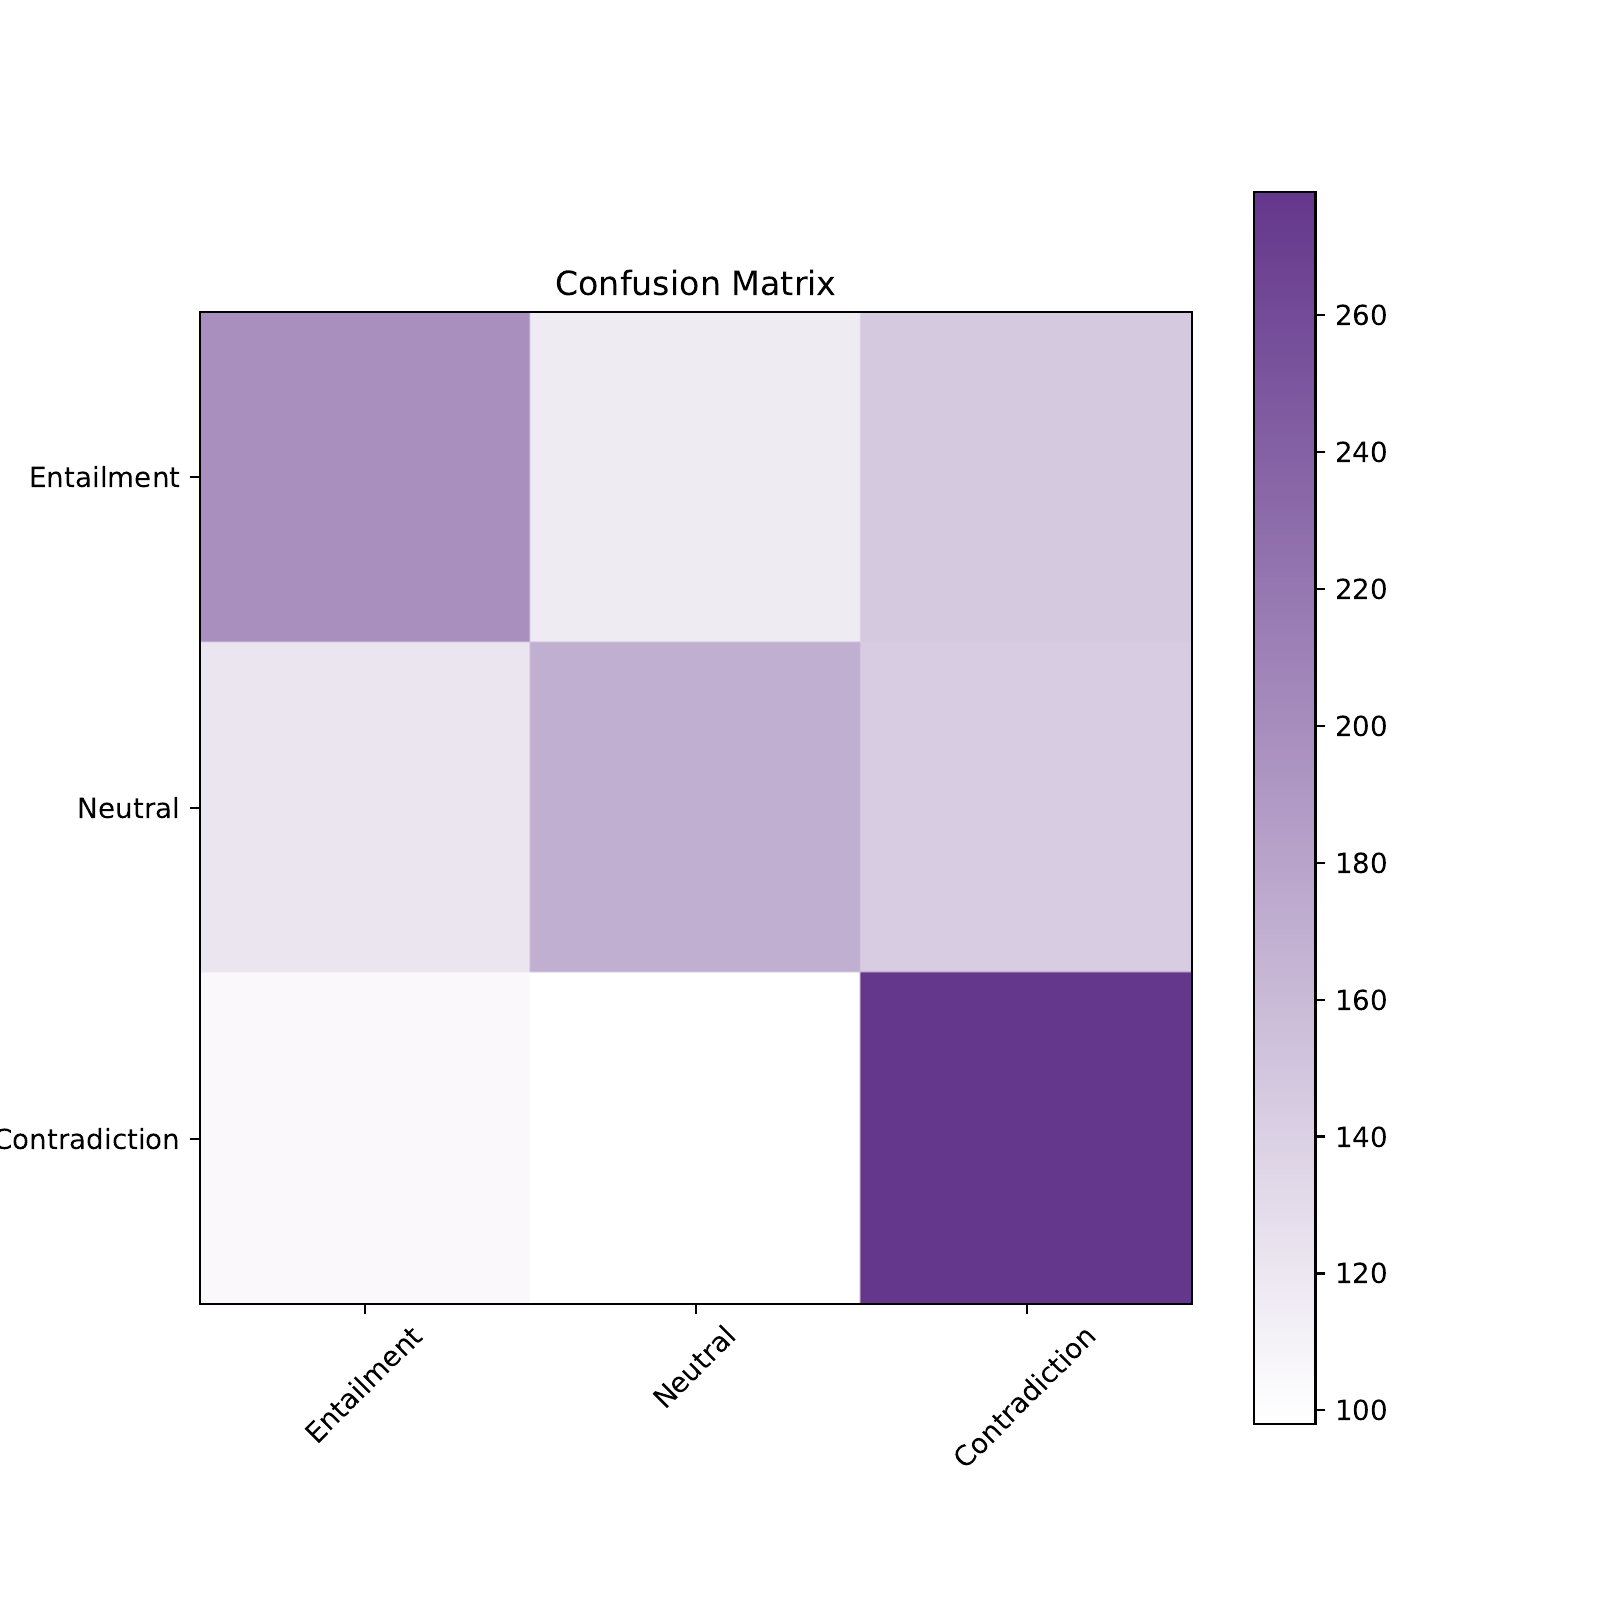 Confusion Matrix
Entailment
Neutral
Contradiction
Entailment
Neutral
Contradiction
260
240
220
200
180
160
140
120
100